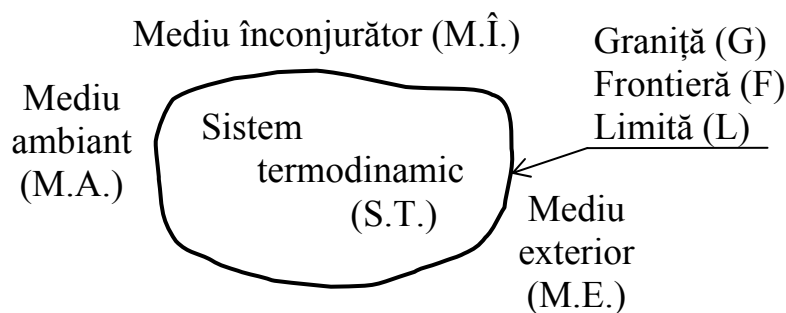 Mediu înconjurător (M.Î.)
Graniță (G)
Frontieră (F)
Limită (L)
Mediu
ambiant
(M.A.)
Sistem
termodinamic
(S.T.)
Mediu
exterior
(M.E.)